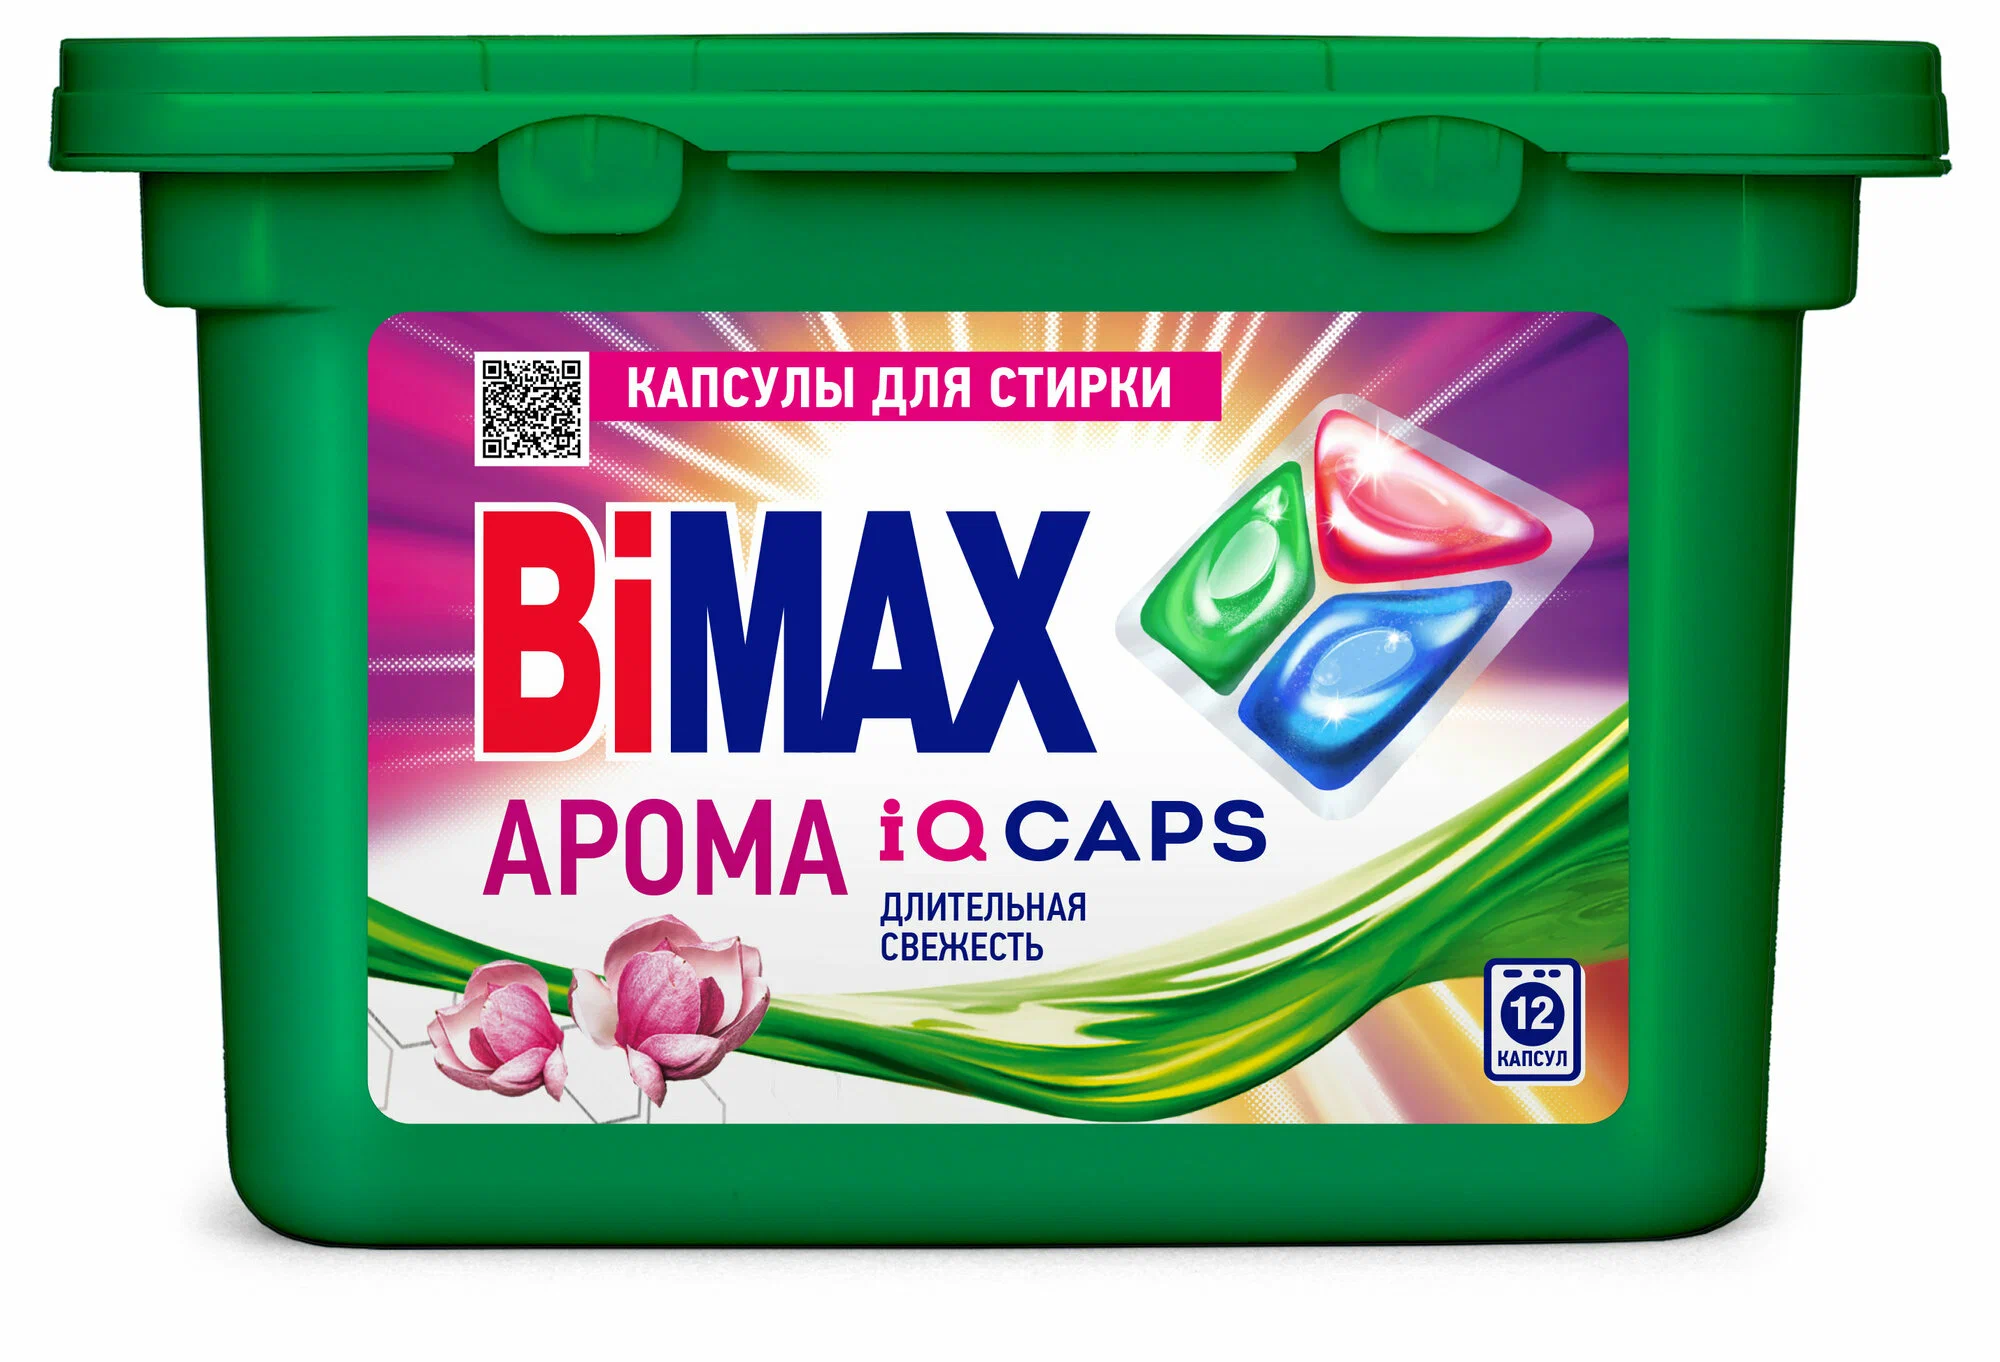 КАПСУЛЫ ДЛЯ СТИРКИ
BiMAX
АРОМА iQ CAPS
ДЛИТЕЛЬНАЯ
СВЕЖЕСТЬ
12
КАПСУЛ